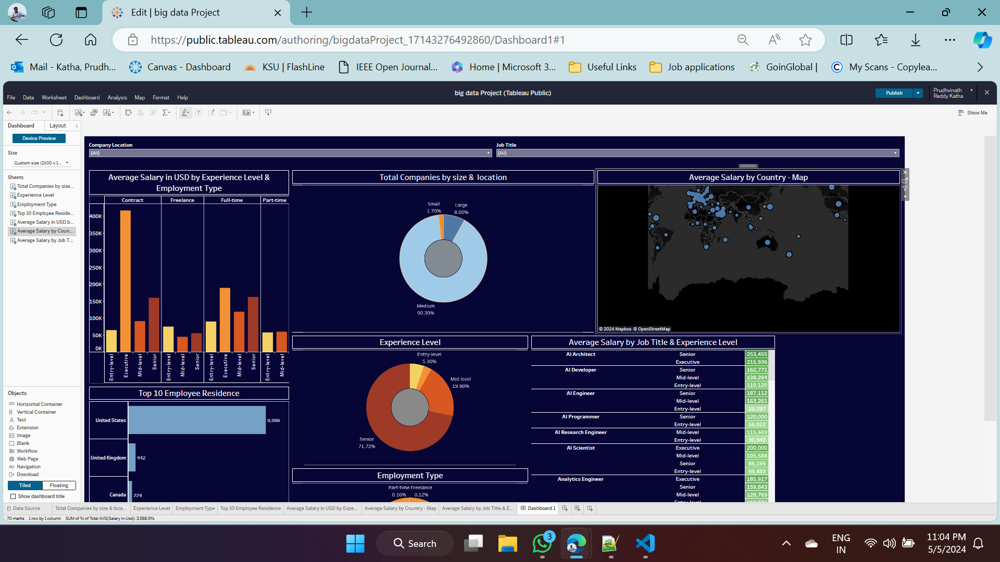 Edit | big data Project
https://public.tableau.com/authoring/bigdataProject_17143276492860/Dashboard1#1
Mail - Katha, Prudh...
Canvas - Dashboard
KSU | FlashLine
IEEE Open Journal...
Home | Microsoft 3...
Useful Links
Job applications
GoinGlobal |
My Scans - Copylea...
big data Project (Tableau Public)
Publish
Prudhvinath
Reddy Katha
File Data Worksheet Dashboard Analysis Map Format Help
Show Me
Dashboard
Layout
Device Preview
Size
Custom size (2100 x 1...
Sheets
Total Companies by size...
Experience Level
Employment Type
Top 10 Employee Reside...
Average Salary in USD b...
Average Salary by Coun...
Average Salary by Job T...
Objects
Horizontal Container
Vertical Container
Text
Extension
Image
Blank
Workflow
Web Page
Navigation
Download
Tiled
Floating
Show dashboard title
Company Location
(All)
Job Title
(All)
Average Salary in USD by Experience Level &
Employment Type
Contract Freelance Full-time Part-time
400K
350K
300K
250K
200K
150K
100K
50K
0K
Entry-level
Executive
Mid-level
Senior
Entry-level
Mid-level
Senior
Entry-level
Executive
Mid-level
Senior
Entry-level
Mid-level
Top 10 Employee Residence
United States 8,086
United Kingdom 442
Canada 224
Total Companies by size & location
Small
1.70%
Large
8.00%
Medium
90.30%
Experience Level
Entry-level
5.30%
Mid-level
19.98%
Senior
71.72%
Employment Type
Part-time Freelance
0.16% 0.12%
Average Salary by Country - Map
© 2024 Mapbox © OpenStreetMap
Average Salary by Job Title & Experience Level
AI Architect Senior 253,455
Executive 215,936
AI Developer Senior 162,771
Mid-level 138,294
Entry-level 110,120
AI Engineer Senior 187,112
Mid-level 163,261
Entry-level 28,297
AI Programmer Senior 120,000
Entry-level 56,022
AI Research Engineer Mid-level 115,603
Entry-level 30,940
AI Scientist Executive 200,000
Mid-level 105,588
Senior 86,195
Entry-level 69,483
Analytics Engineer Executive 185,917
Senior 159,843
Mid-level 128,769
Data Source
Total Companies by size & loca...
Experience Level
Employment Type
Top 10 Employee Residence
Average Salary in USD by Expe...
Average Salary by Country - Map
Average Salary by Job Title & E...
Dashboard 1
70 marks 1 row by 1 column SUM of % of Total AVG(Salary In Usd): 3,588.9%
Search
3
ENG
IN
11:04 PM
5/5/2024